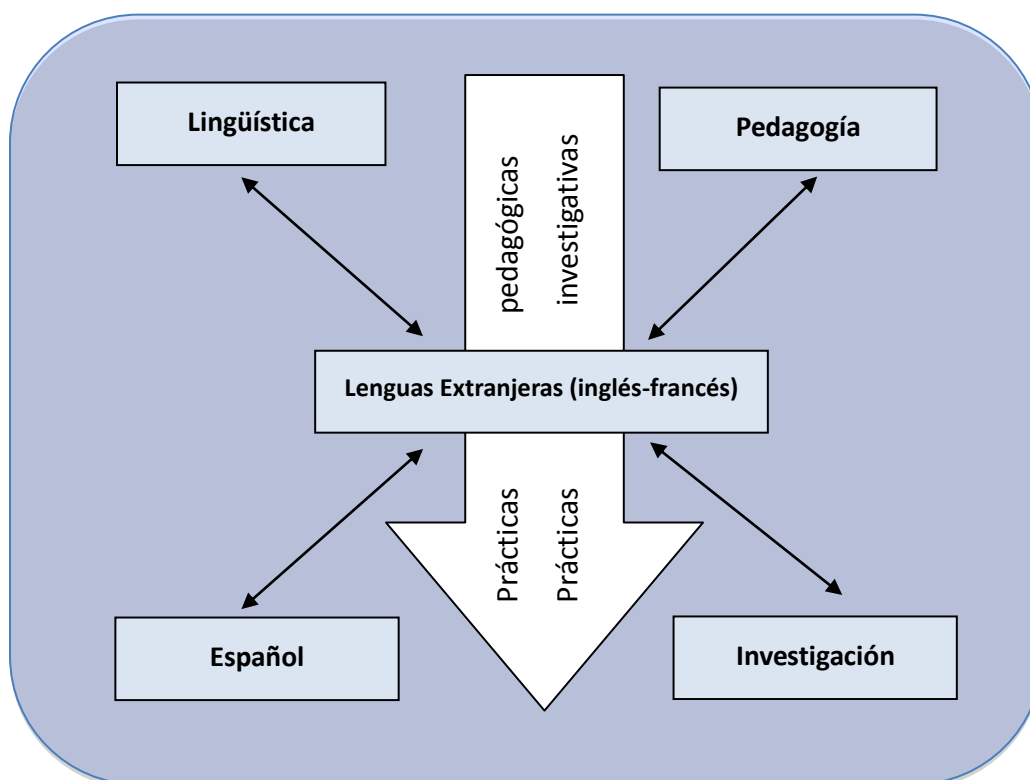 Lingüística
Pedagogía
Prácticas pedagógicas
Prácticas investigativas
Lenguas Extranjeras (inglés-francés)
Español
Investigación